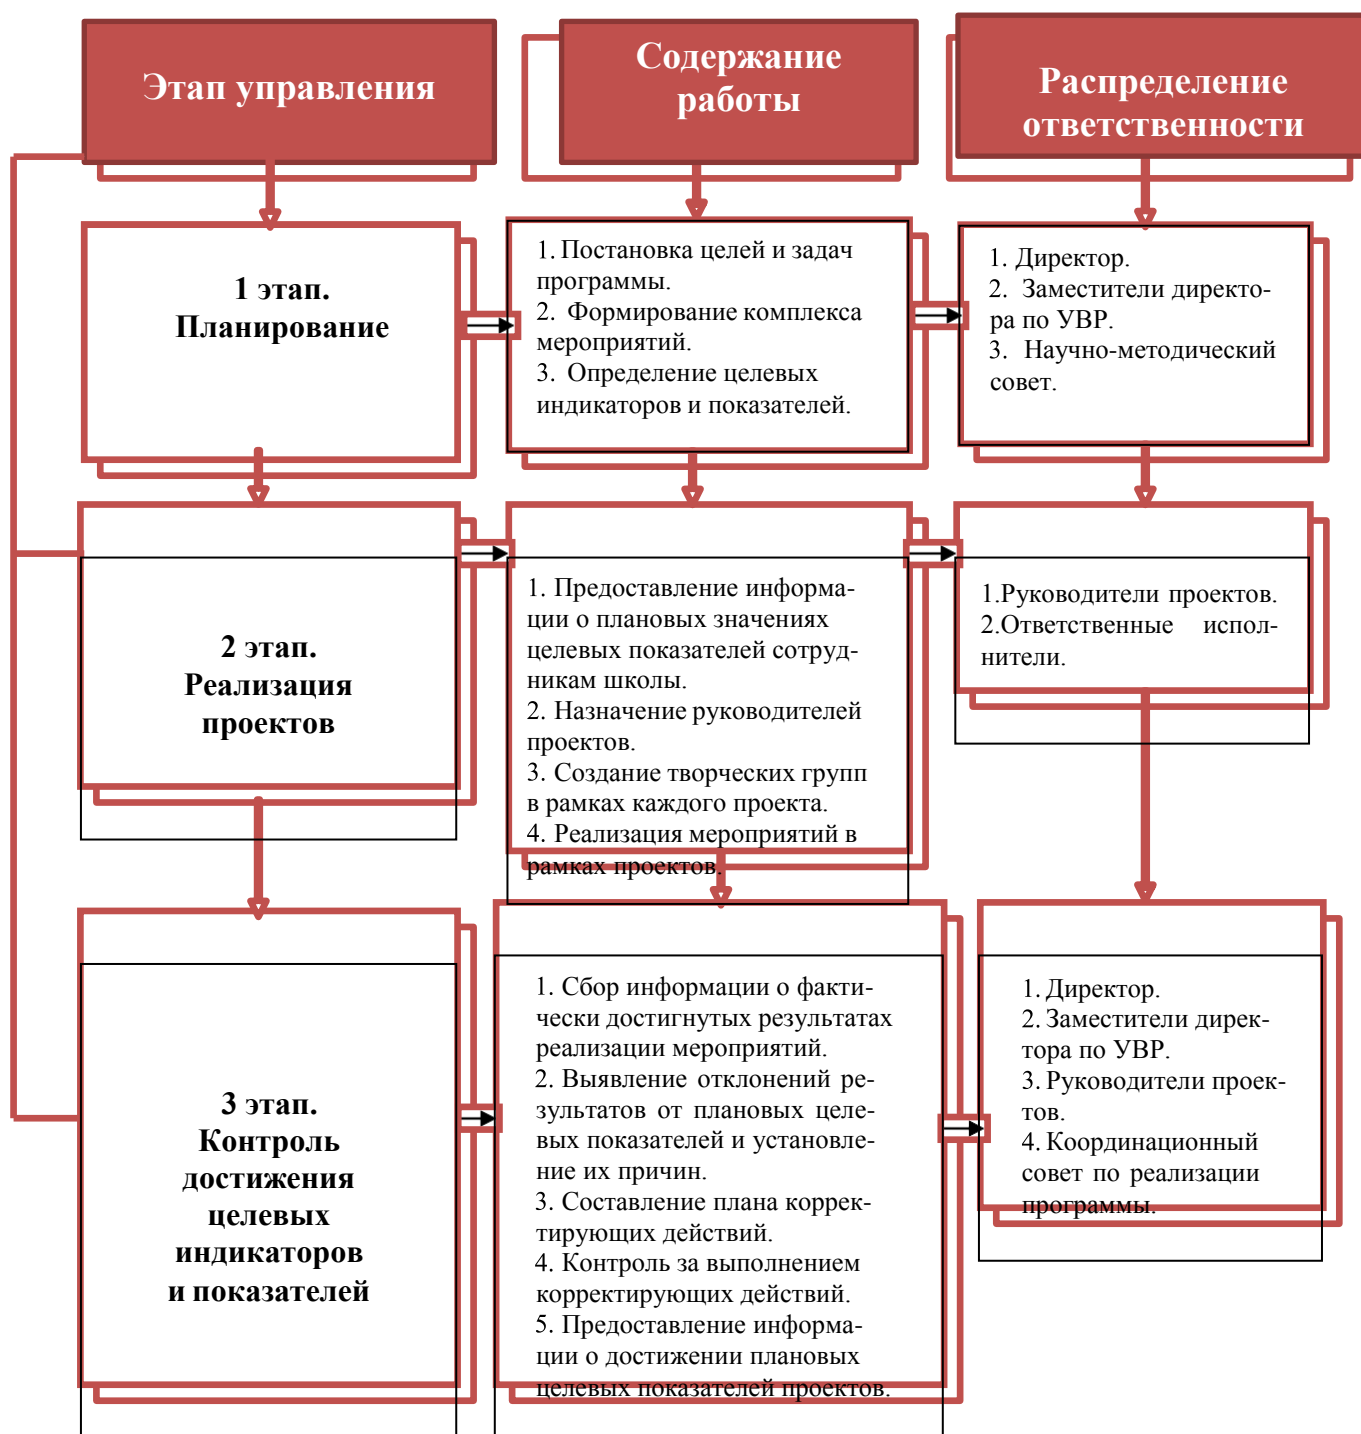 Этап управления
Содержание
работы
Распределение
ответственности
1 этап.
Планирование
1. Постановка целей и задач
программы.
2. Формирование комплекса
мероприятий.
3. Определение целевых
индикаторов и показателей.
1. Директор.
2. Заместители директо-
ра по УВР.
3. Научно-методический
совет.
2 этап.
Реализация
проектов
1. Предоставление информа-
ции о плановых значениях
целевых показателей сотруд-
никам школы.
2. Назначение руководителей
проектов.
3. Создание творческих групп
в рамках каждого проекта.
4. Реализация мероприятий в
рамках проектов.
1.Руководители проектов.
2.Ответственные испол-
нители.
3 этап.
Контроль
достижения
целевых
индикаторов
и показателей
1. Сбор информации о факти-
чески достигнутых результатах
реализации мероприятий.
2. Выявление отклонений ре-
зультатов от плановых целе-
вых показателей и установле-
ние их причин.
3. Составление плана коррек-
тирующих действий.
4. Контроль за выполнением
корректирующих действий.
5. Предоставление информа-
ции о достижении плановых
целевых показателей проектов.
1. Директор.
2. Заместители дирек-
тора по УВР.
3. Руководители проек-
тов.
4. Координационный
совет по реализации
программы.